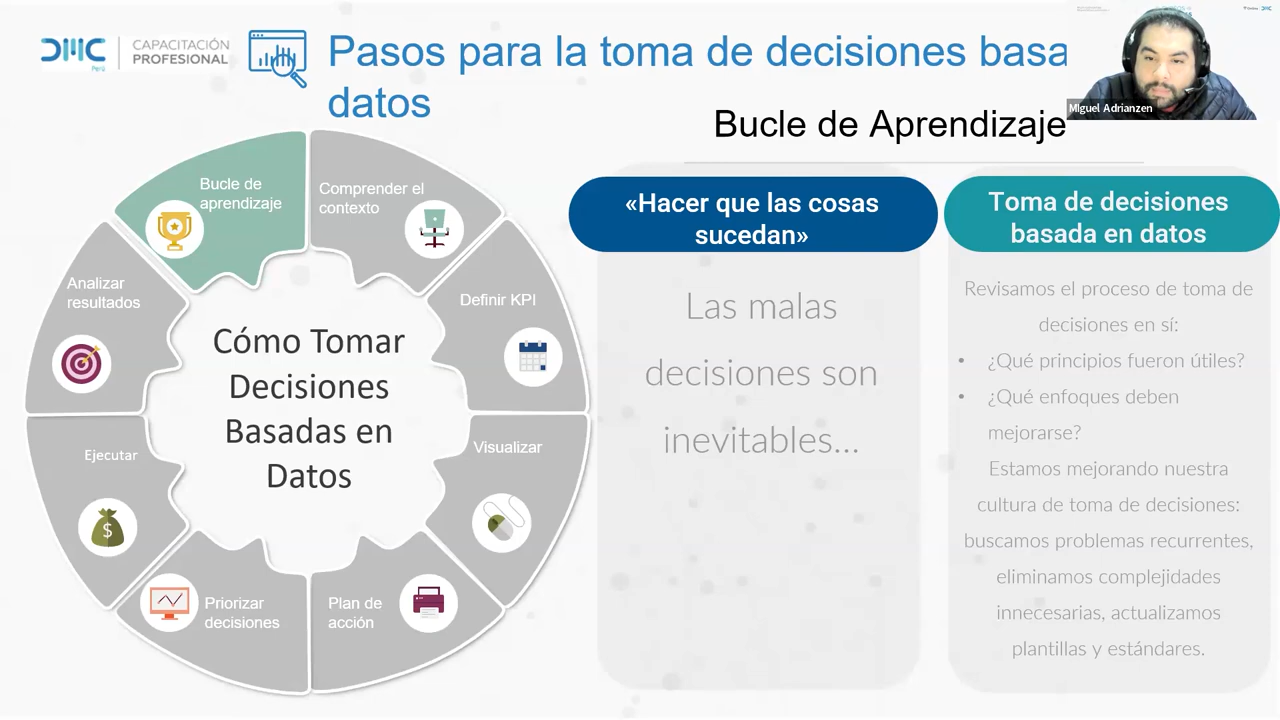 DMC
Perú
CAPACITACIÓN
PROFESIONAL
Pasos para la toma de decisiones basa
datos
Miguel Adrianzen
Bucle de Aprendizaje
Bucle de
aprendizaje
Comprender el
contexto
Analizar
resultados
Definir KPI
Cómo Tomar
Decisiones
Basadas en
Datos
Ejecutar
Visualizar
Priorizar
decisiones
Plan de
acción
«Hacer que las cosas
sucedan»
Las malas
decisiones son
inevitables...
Toma de decisiones
basada en datos
Revisamos el proceso de toma de
decisiones en sí:
• ¿Qué principios fueron útiles?
• ¿Qué enfoques deben
mejorarse?
Estamos mejorando nuestra
cultura de toma de decisiones:
buscamos problemas recurrentes,
eliminamos complejidades
innecesarias, actualizamos
plantillas y estándares.